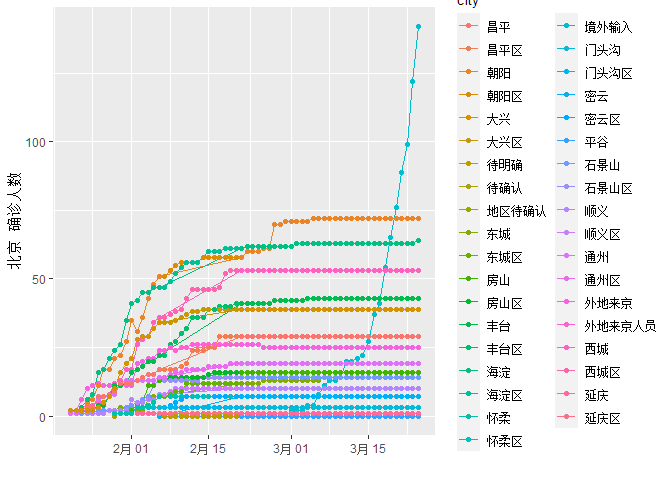 City
昌平
昌平区
朝阳
朝阳区
大兴
大兴区
待明确
待确认
地区待确认
东城
东城区
房山
房山区
丰台
丰台区
海淀
海淀区
怀柔
怀柔区
境外输入
门头沟
门头沟区
密云
密云区
平谷
石景山
石景山区
顺义
顺义区
通州
通州区
外地来京
外地来京人员
西城
西城区
延庆
延庆区
北京 确诊人数
100
50
0
2月 01
2月 15
3月 01
3月 15